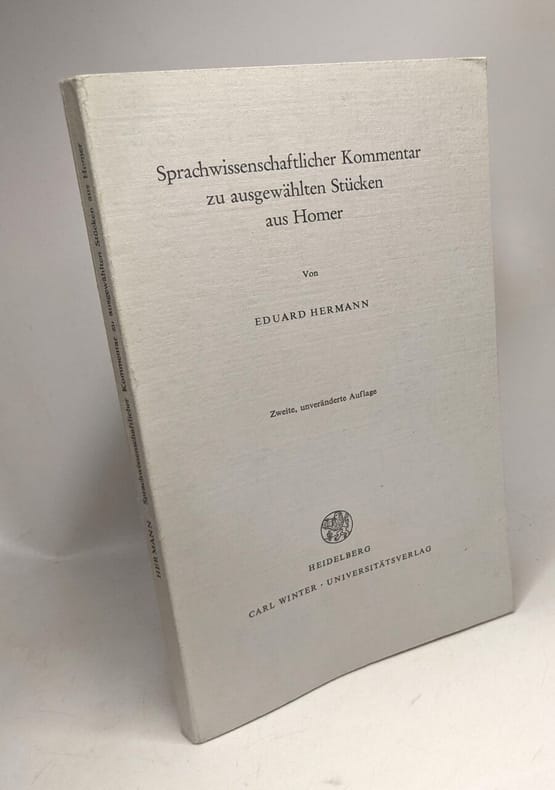 Sprachwissenschaftlicher Kommentar
zu ausgewählten Stücken
aus Homer
Von
EDUARD HERMANN
Zweite, unveränderte Auflage
HEIDELBERG
CARL WINTER · UNIVERSITÄTSVERLAG
HERMANN Sprachwissenschaftlicher Kommentar zu ausgewählten Stücken aus Homer